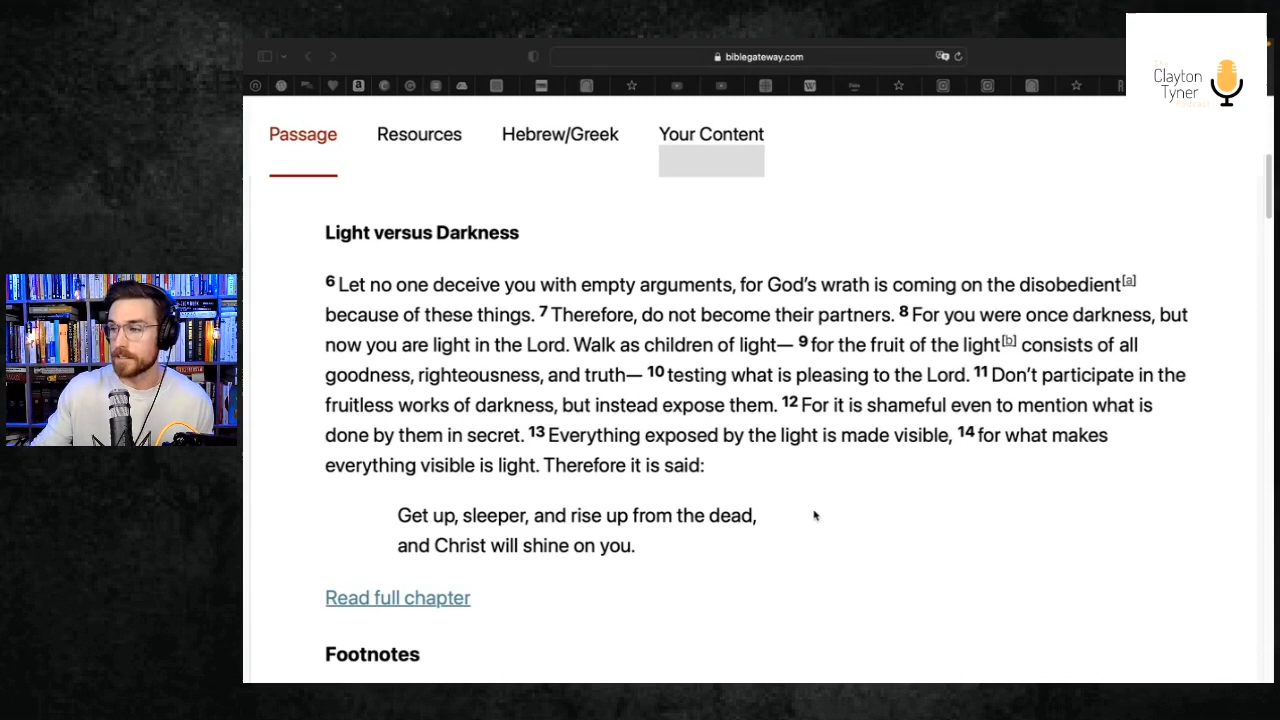 biblegateway.com
The
Clayton
Tyner
Podcast
Passage Resources Hebrew/Greek Your Content
Light versus Darkness
6 Let no one deceive you with empty arguments, for God’s wrath is coming on the disobedient[a]
because of these things. 7 Therefore, do not become their partners. 8 For you were once darkness, but
now you are light in the Lord. Walk as children of light— 9 for the fruit of the light[b] consists of all
goodness, righteousness, and truth— 10 testing what is pleasing to the Lord. 11 Don’t participate in the
fruitless works of darkness, but instead expose them. 12 For it is shameful even to mention what is
done by them in secret. 13 Everything exposed by the light is made visible, 14 for what makes
everything visible is light. Therefore it is said:
Get up, sleeper, and rise up from the dead,
and Christ will shine on you.
Read full chapter
Footnotes